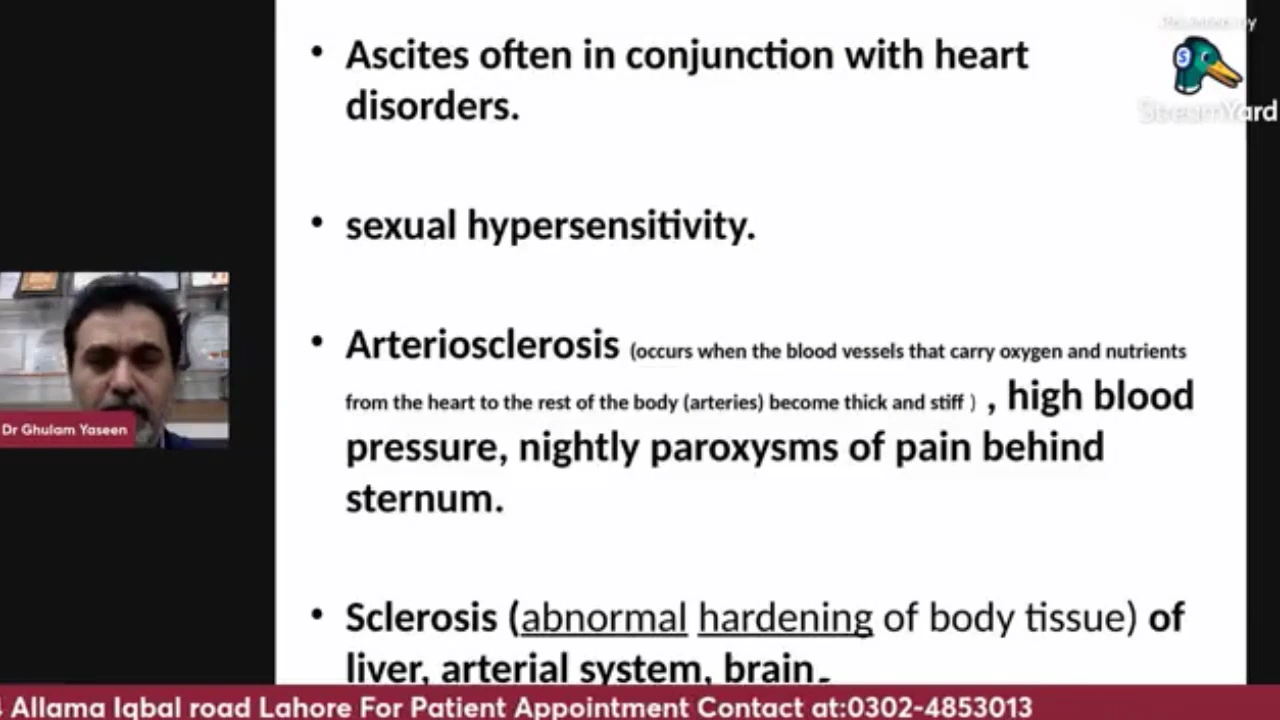 • Ascites often in conjunction with heart
disorders.
• sexual hypersensitivity.
• Arteriosclerosis (occurs when the blood vessels that carry oxygen and nutrients
from the heart to the rest of the body (arteries) become thick and stiff ) , high blood
pressure, nightly paroxysms of pain behind
sternum.
• Sclerosis (abnormal hardening of body tissue) of
liver, arterial system, brain
StreamYard
Dr Ghulam Yaseen
Allama Iqbal road Lahore For Patient Appointment Contact at:0302-4853013